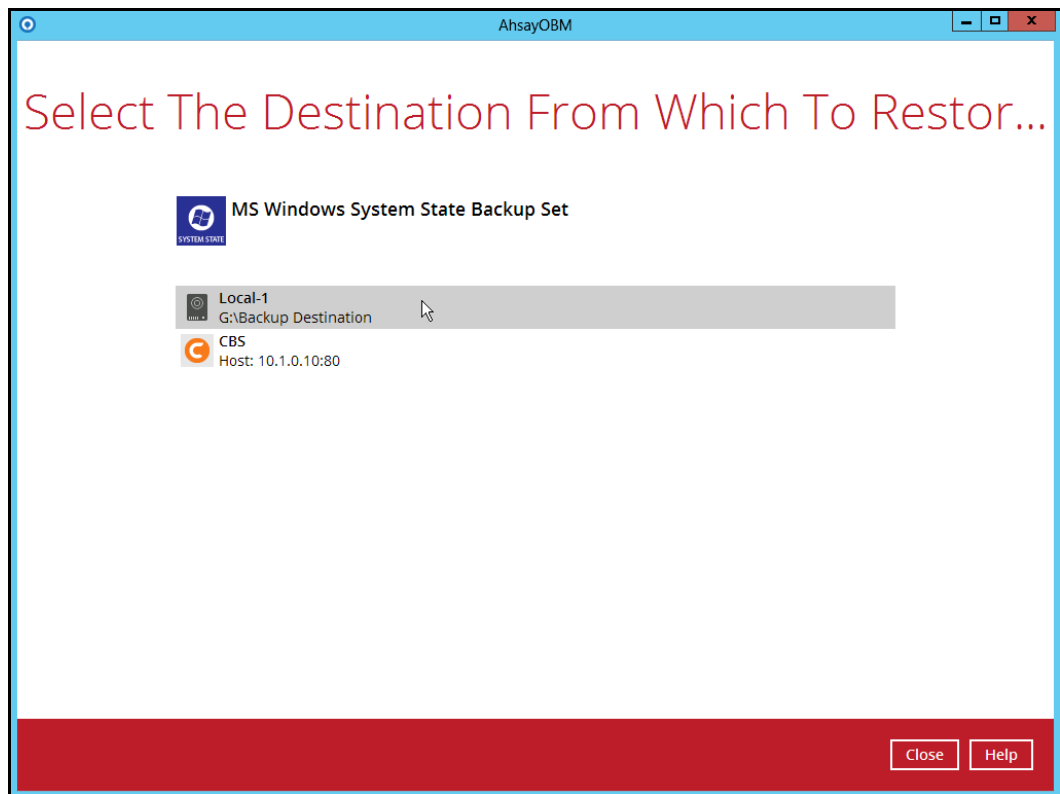 AhsayOBM
Select The Destination From Which To Restor...
MS Windows System State Backup Set
SYSTEM STATE
Local-1
G:\Backup Destination
CBS
Host: 10.1.0.10:80
Close
Help